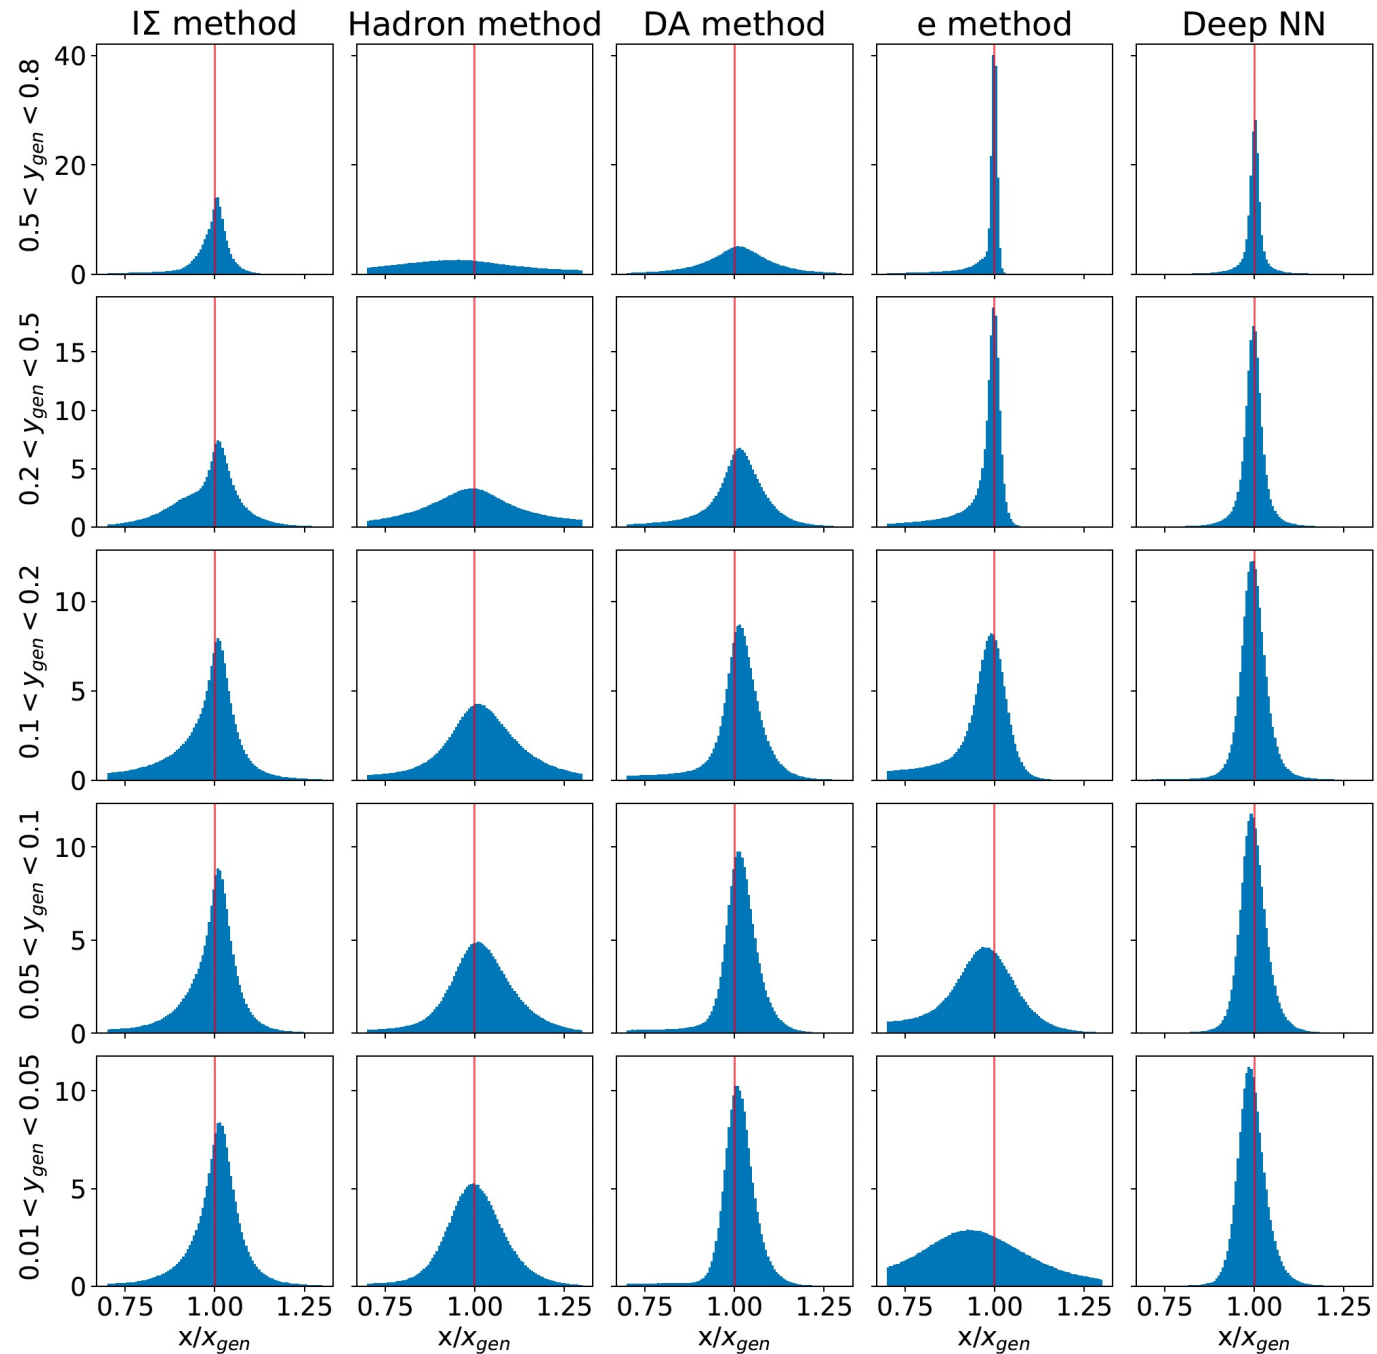 IΣ method Hadron method DA method e method Deep NN
0.5 < y_gen < 0.8
40
20
0
0.2 < y_gen < 0.5
15
10
5
0
0.1 < y_gen < 0.2
10
5
0
0.05 < y_gen < 0.1
10
5
0
0.01 < y_gen < 0.05
10
5
0
0.75 1.00 1.25 0.75 1.00 1.25 0.75 1.00 1.25 0.75 1.00 1.25 0.75 1.00 1.25
x/x_gen x/x_gen x/x_gen x/x_gen x/x_gen